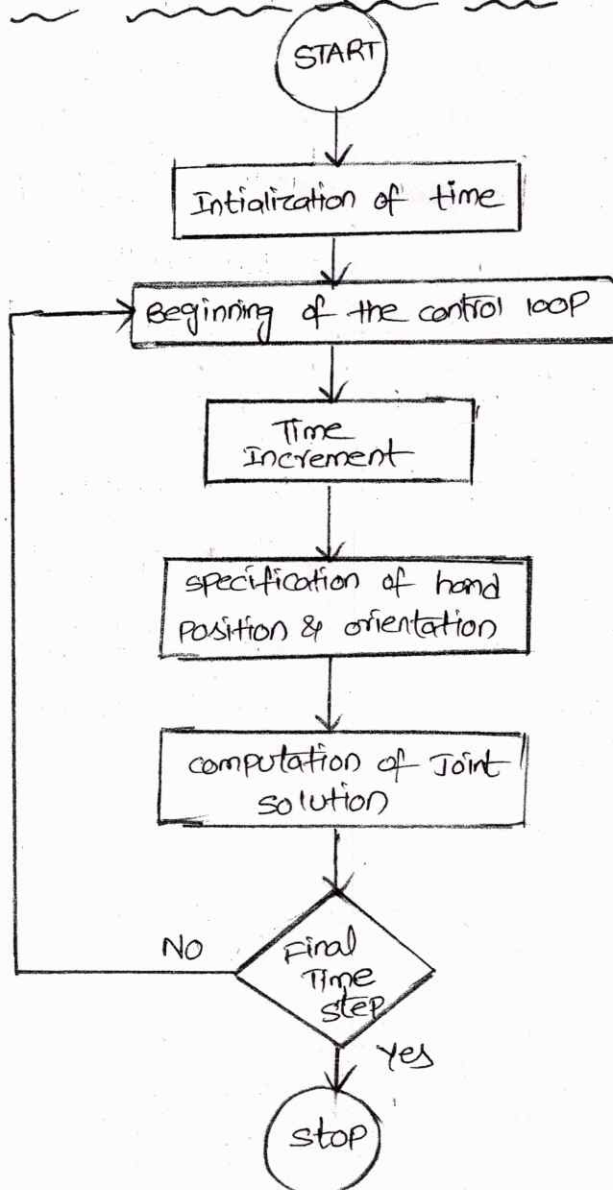 START
Intialization of time
Beginning of the control loop
Time
Increment
specification of hand
position & orientation
computation of Joint
solution
Final
Time
step
NO
Yes
stop